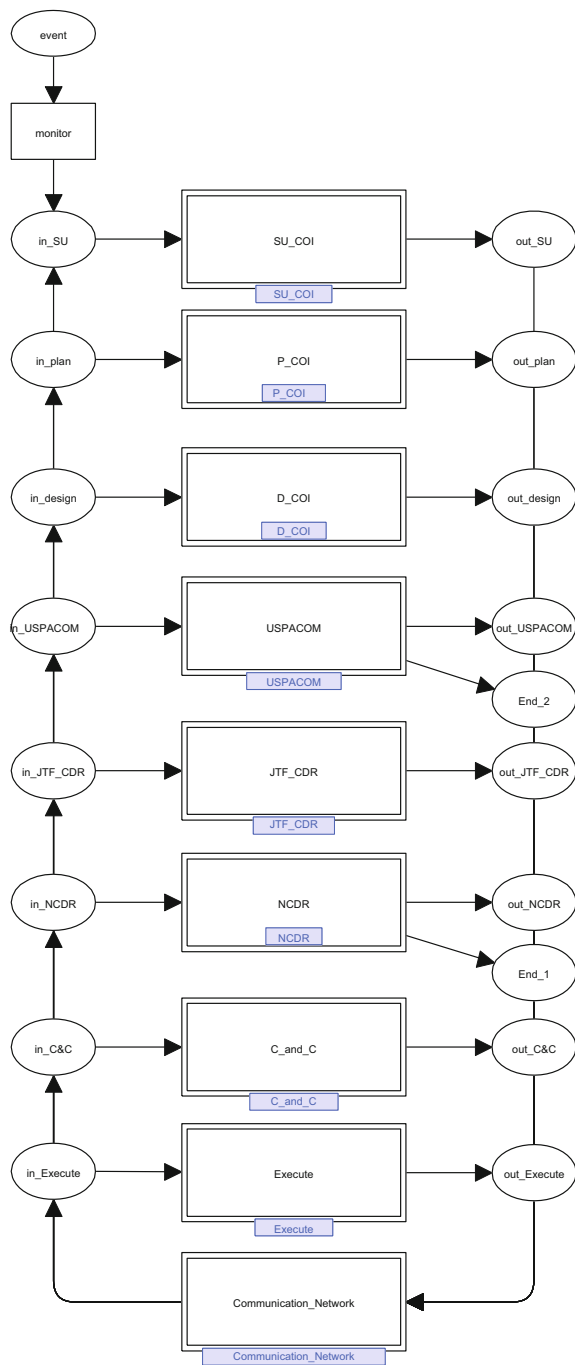 event
monitor
in_SU
SU_COI
out_SU
SU_COI
in_plan
P_COI
out_plan
P_COI
in_design
D_COI
out_design
D_COI
in_USPACOM
USPACOM
out_USPACOM
USPACOM
End_2
in_JTF_CDR
JTF_CDR
out_JTF_CDR
JTF_CDR
in_NCDR
NCDR
out_NCDR
NCDR
End_1
in_C&C
C_and_C
out_C&C
C_and_C
in_Execute
Execute
out_Execute
Execute
Communication_Network
Communication_Network